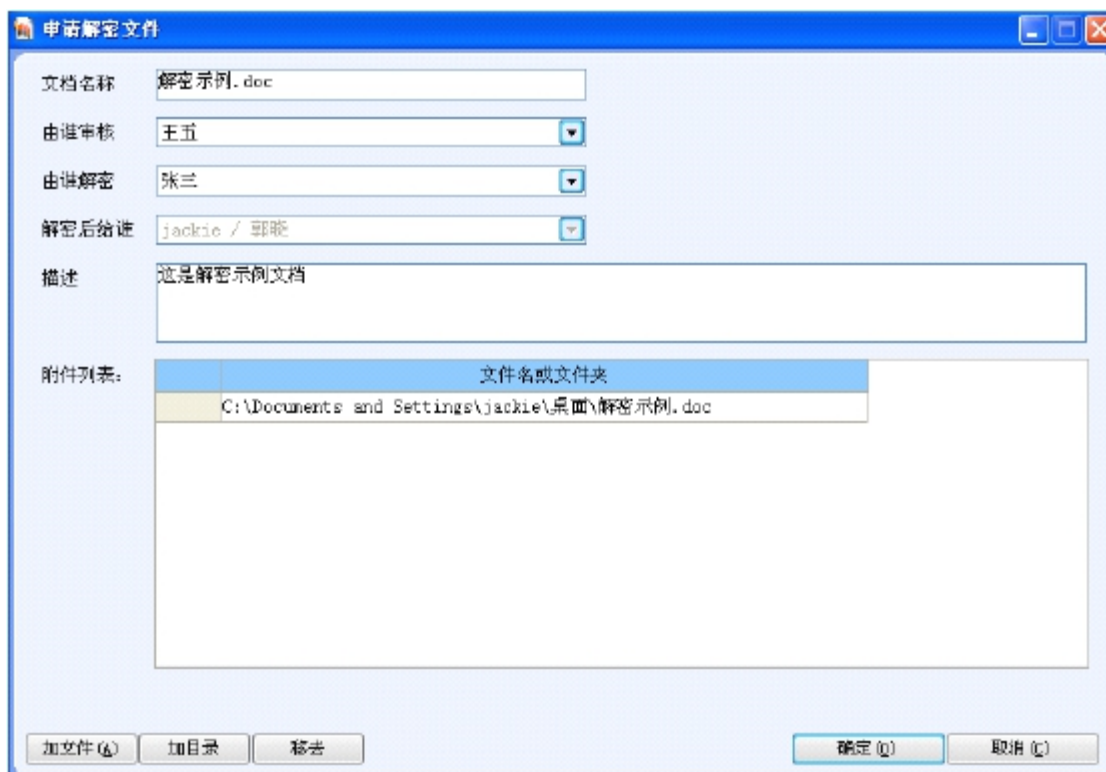 申请解密文件
文档名称 解密示例.doc
由谁审核 王五
由谁解密 张三
解密后给谁 jackie / 郭晓
描述 这是解密示例文档
附件列表:
文件名或文件夹
C:\Documents and Settings\jackie\桌面\解密示例.doc
加文件(A) 加目录 移去 确定(O) 取消(C)